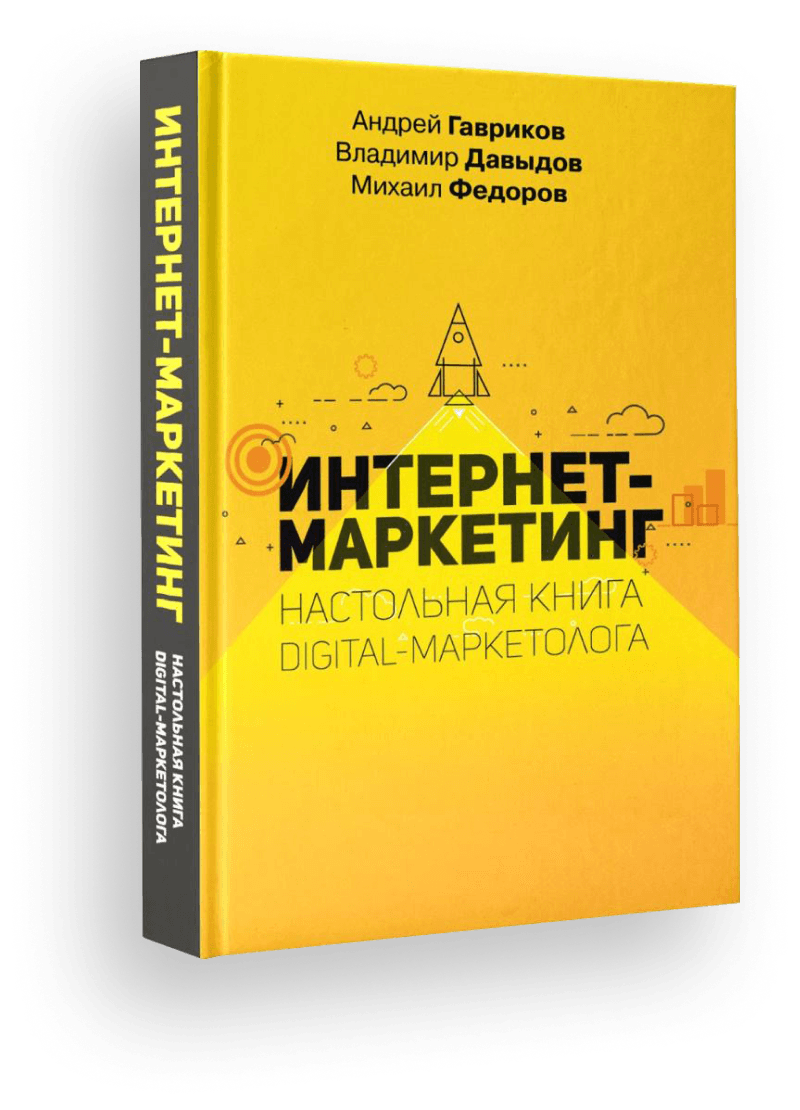 Андрей Гавриков
Владимир Давыдов
Михаил Федоров
ИНТЕРНЕТ-
МАРКЕТИНГ
НАСТОЛЬНАЯ КНИГА
DIGITAL-МАРКЕТОЛОГА
ИНТЕРНЕТ-МАРКЕТИНГ
НАСТОЛЬНАЯ КНИГА
DIGITAL-МАРКЕТОЛОГА